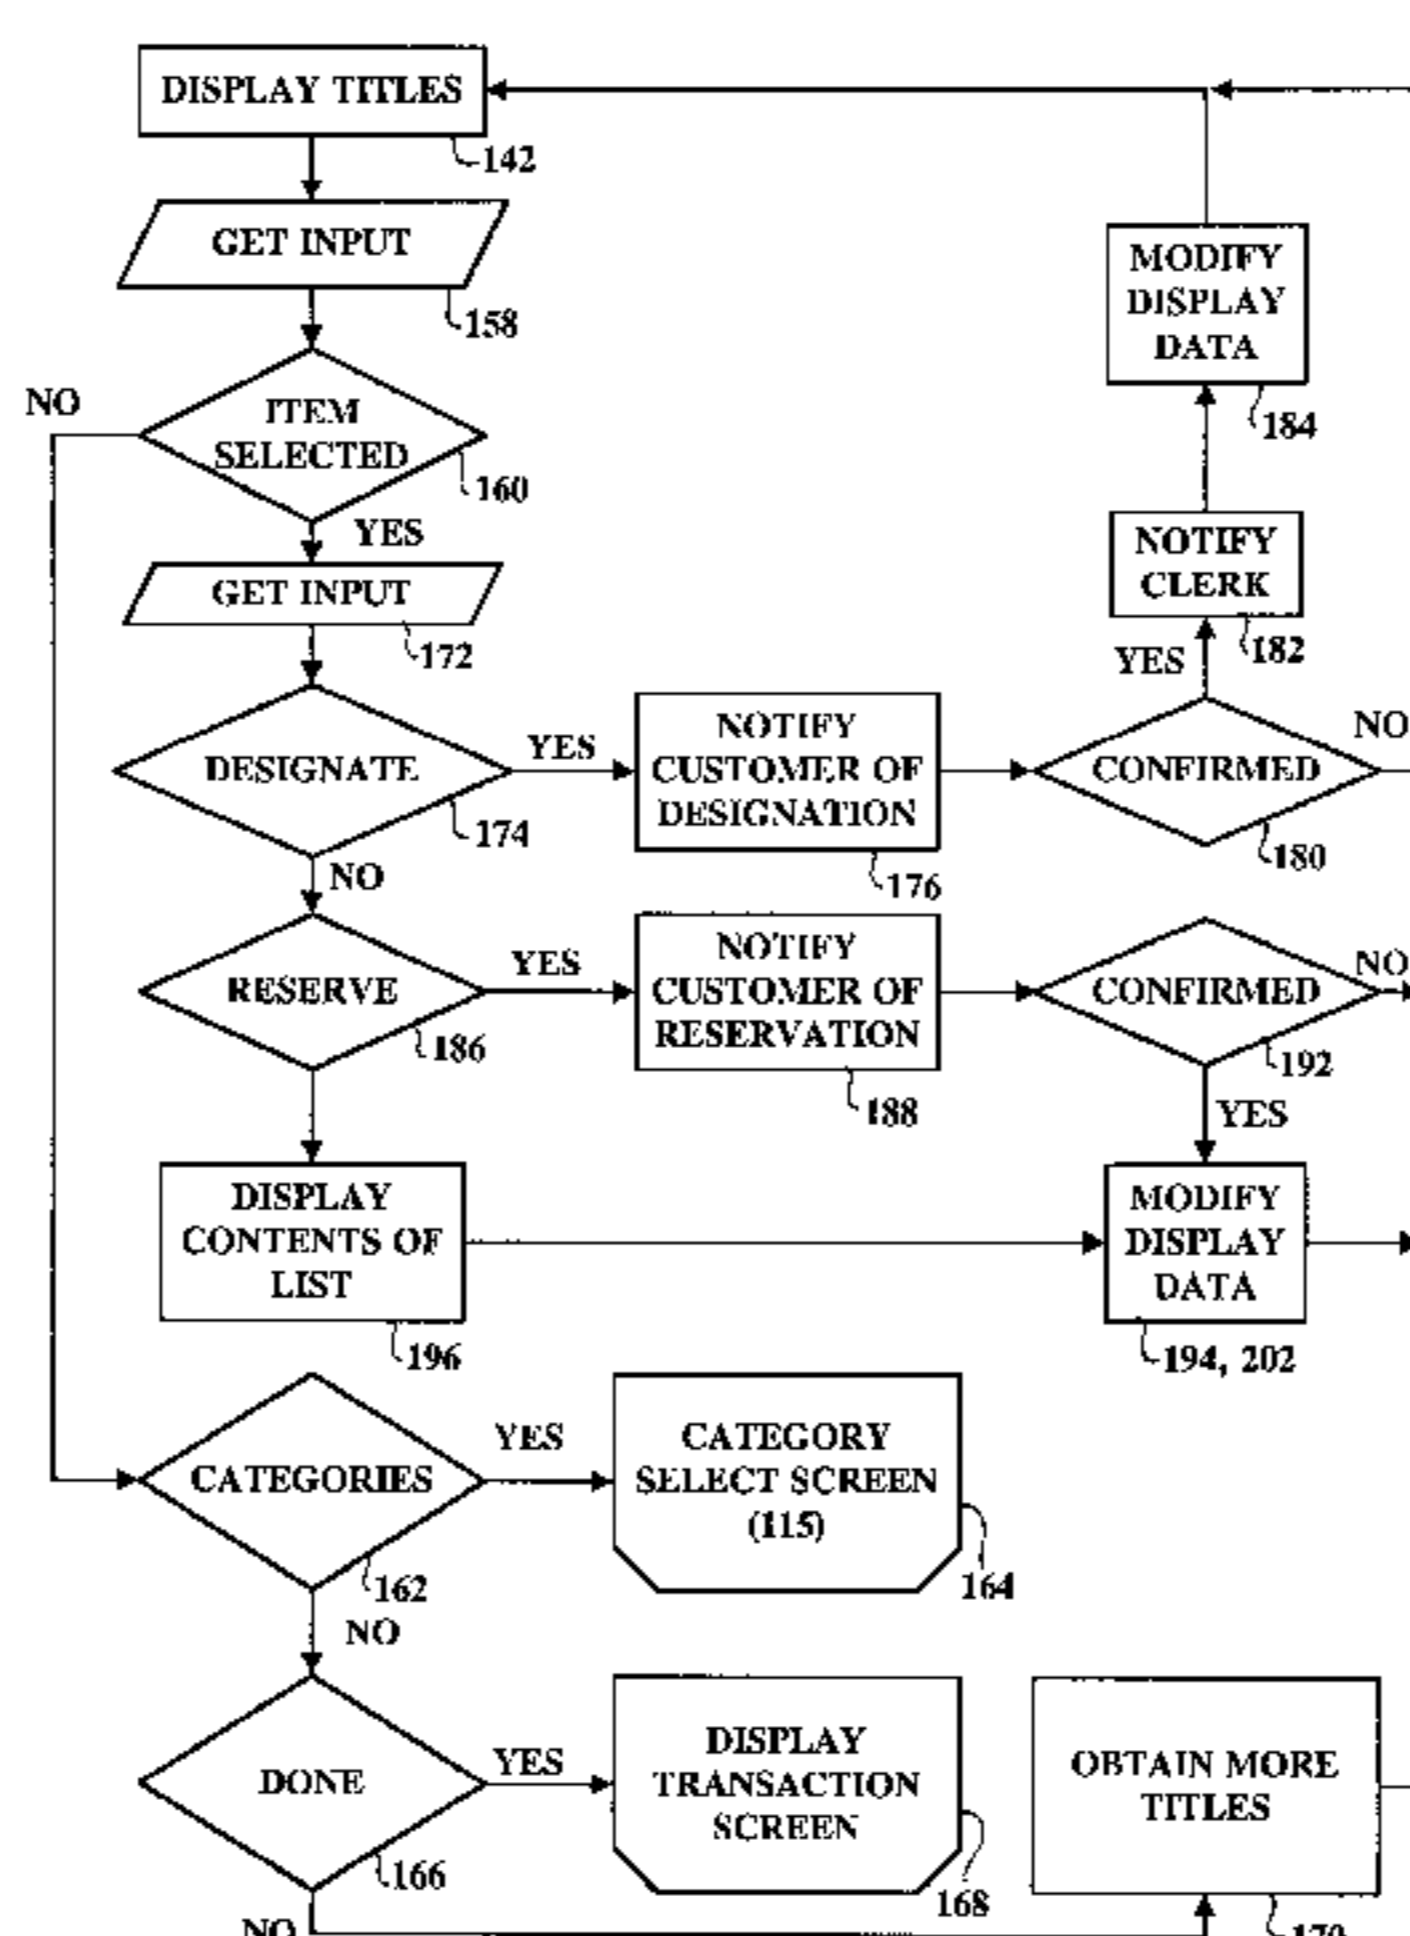 DISPLAY TITLES
142
GET INPUT
158
MODIFY
DISPLAY
DATA
184
NO
ITEM
SELECTED
160
YES
GET INPUT
172
NOTIFY
CLERK
182
YES
DESIGNATE
174
YES
NOTIFY
CUSTOMER OF
DESIGNATION
176
CONFIRMED
180
NO
NO
RESERVE
186
YES
NOTIFY
CUSTOMER OF
RESERVATION
188
CONFIRMED
192
NO
YES
DISPLAY
CONTENTS OF
LIST
196
MODIFY
DISPLAY
DATA
194, 202
CATEGORIES
162
YES
CATEGORY
SELECT SCREEN
(115)
164
NO
DONE
166
YES
DISPLAY
TRANSACTION
SCREEN
168
OBTAIN MORE
TITLES
NO